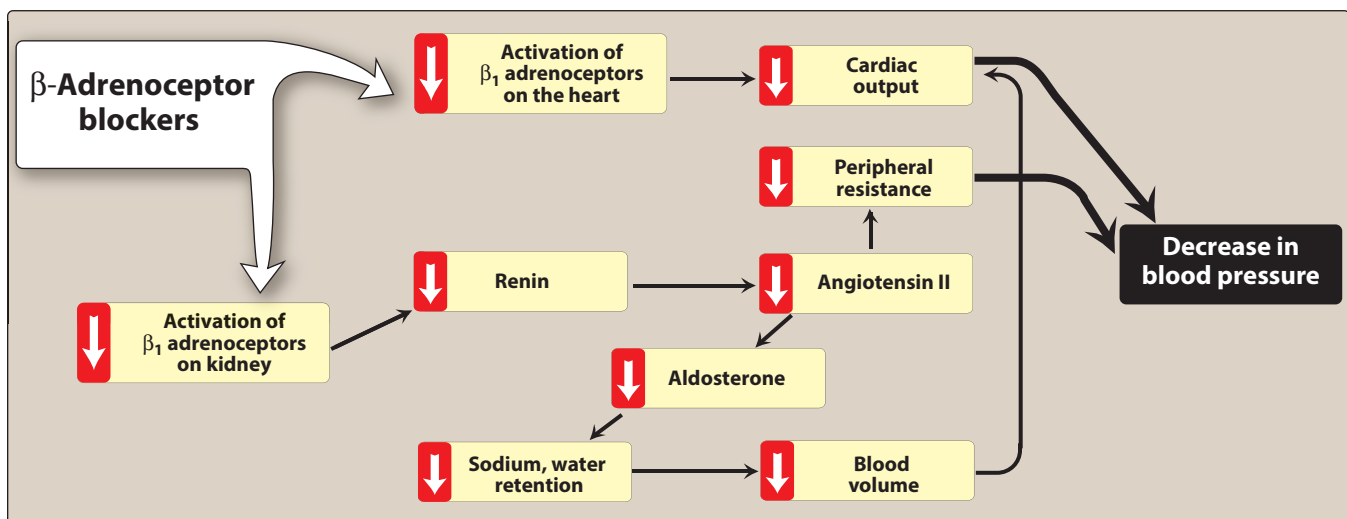 β-Adrenoceptor
blockers
Activation of
β₁ adrenoceptors
on the heart
Cardiac
output
Peripheral
resistance
Decrease in
blood pressure
Renin
Angiotensin II
Activation of
β₁ adrenoceptors
on kidney
Aldosterone
Sodium, water
retention
Blood
volume